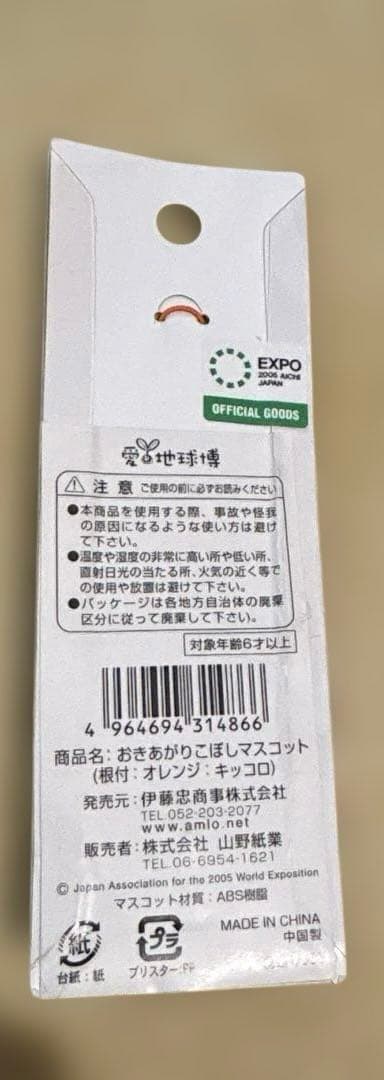 EXPO
2005 AICHI
JAPAN
OFFICIAL GOODS
愛・地球博
注意 ご使用の前に必ずお読みください
●本商品を使用する際、事故や怪我
の原因になるような使い方は避け
て下さい。
●温度や湿度の非常に高い所や低い所、
直射日光の当たる所、火気の近く等で
の使用や放置は避けて下さい。
●パッケージは各地方自治体の廃棄
区分に従って廃棄して下さい。
対象年齢6才以上
4 964694 314866
商品名:おきあがりこぼしマスコット
(根付:オレンジ:キッコロ)
発売元:伊藤忠商事株式会社
TEL.052-203-2077
www.amlo.net
販売者:株式会社 山野紙業
TEL.06-6954-1621
© Japan Association for the 2005 World Exposition
マスコット材質:ABS樹脂
紙
台紙:紙
プラ
ブリスター:PP
MADE IN CHINA
中国製